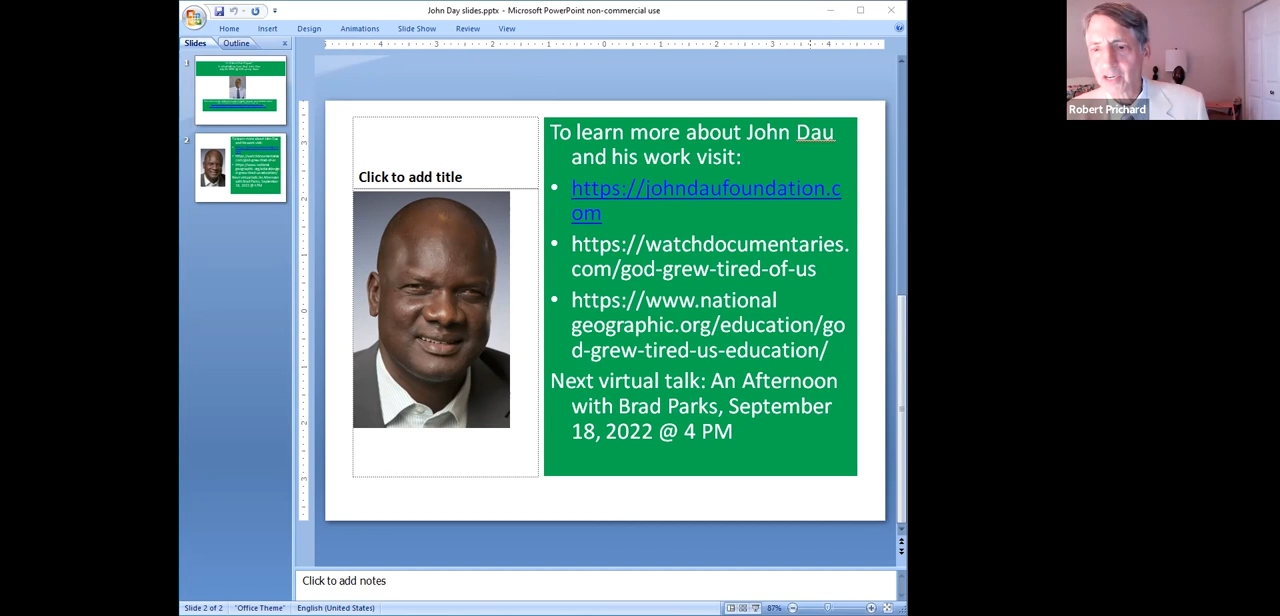 John Day slides.pptx - Microsoft PowerPoint non-commercial use
Home Insert Design Animations Slide Show Review View
Slides Outline x
Robert Prichard
1
2
Click to add title
To learn more about John Dau
and his work visit:
• https://johndaufoundation.c
om
• https://watchdocumentaries.
com/god-grew-tired-of-us
• https://www.national
geographic.org/education/go
d-grew-tired-us-education/
Next virtual talk: An Afternoon
with Brad Parks, September
18, 2022 @ 4 PM
Click to add notes
Slide 2 of 2 "Office Theme" English (United States) 87%